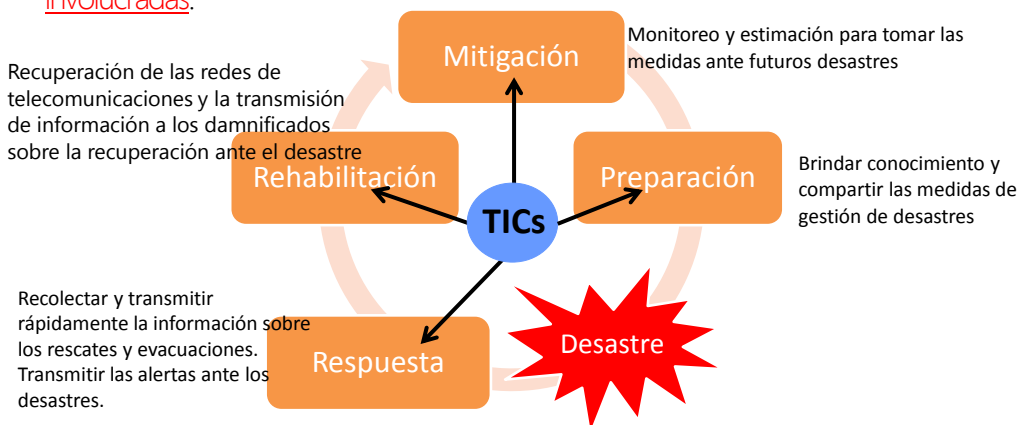 involucradas.
Mitigación
Monitoreo y estimación para tomar las
medidas ante futuros desastres
Recuperación de las redes de
telecomunicaciones y la transmisión
de información a los damnificados
sobre la recuperación ante el desastre
Rehabilitación
Preparación
Brindar conocimiento y
compartir las medidas de
gestión de desastres
TICs
Recolectar y transmitir
rápidamente la información sobre
los rescates y evacuaciones.
Transmitir las alertas ante los
desastres.
Respuesta
Desastre